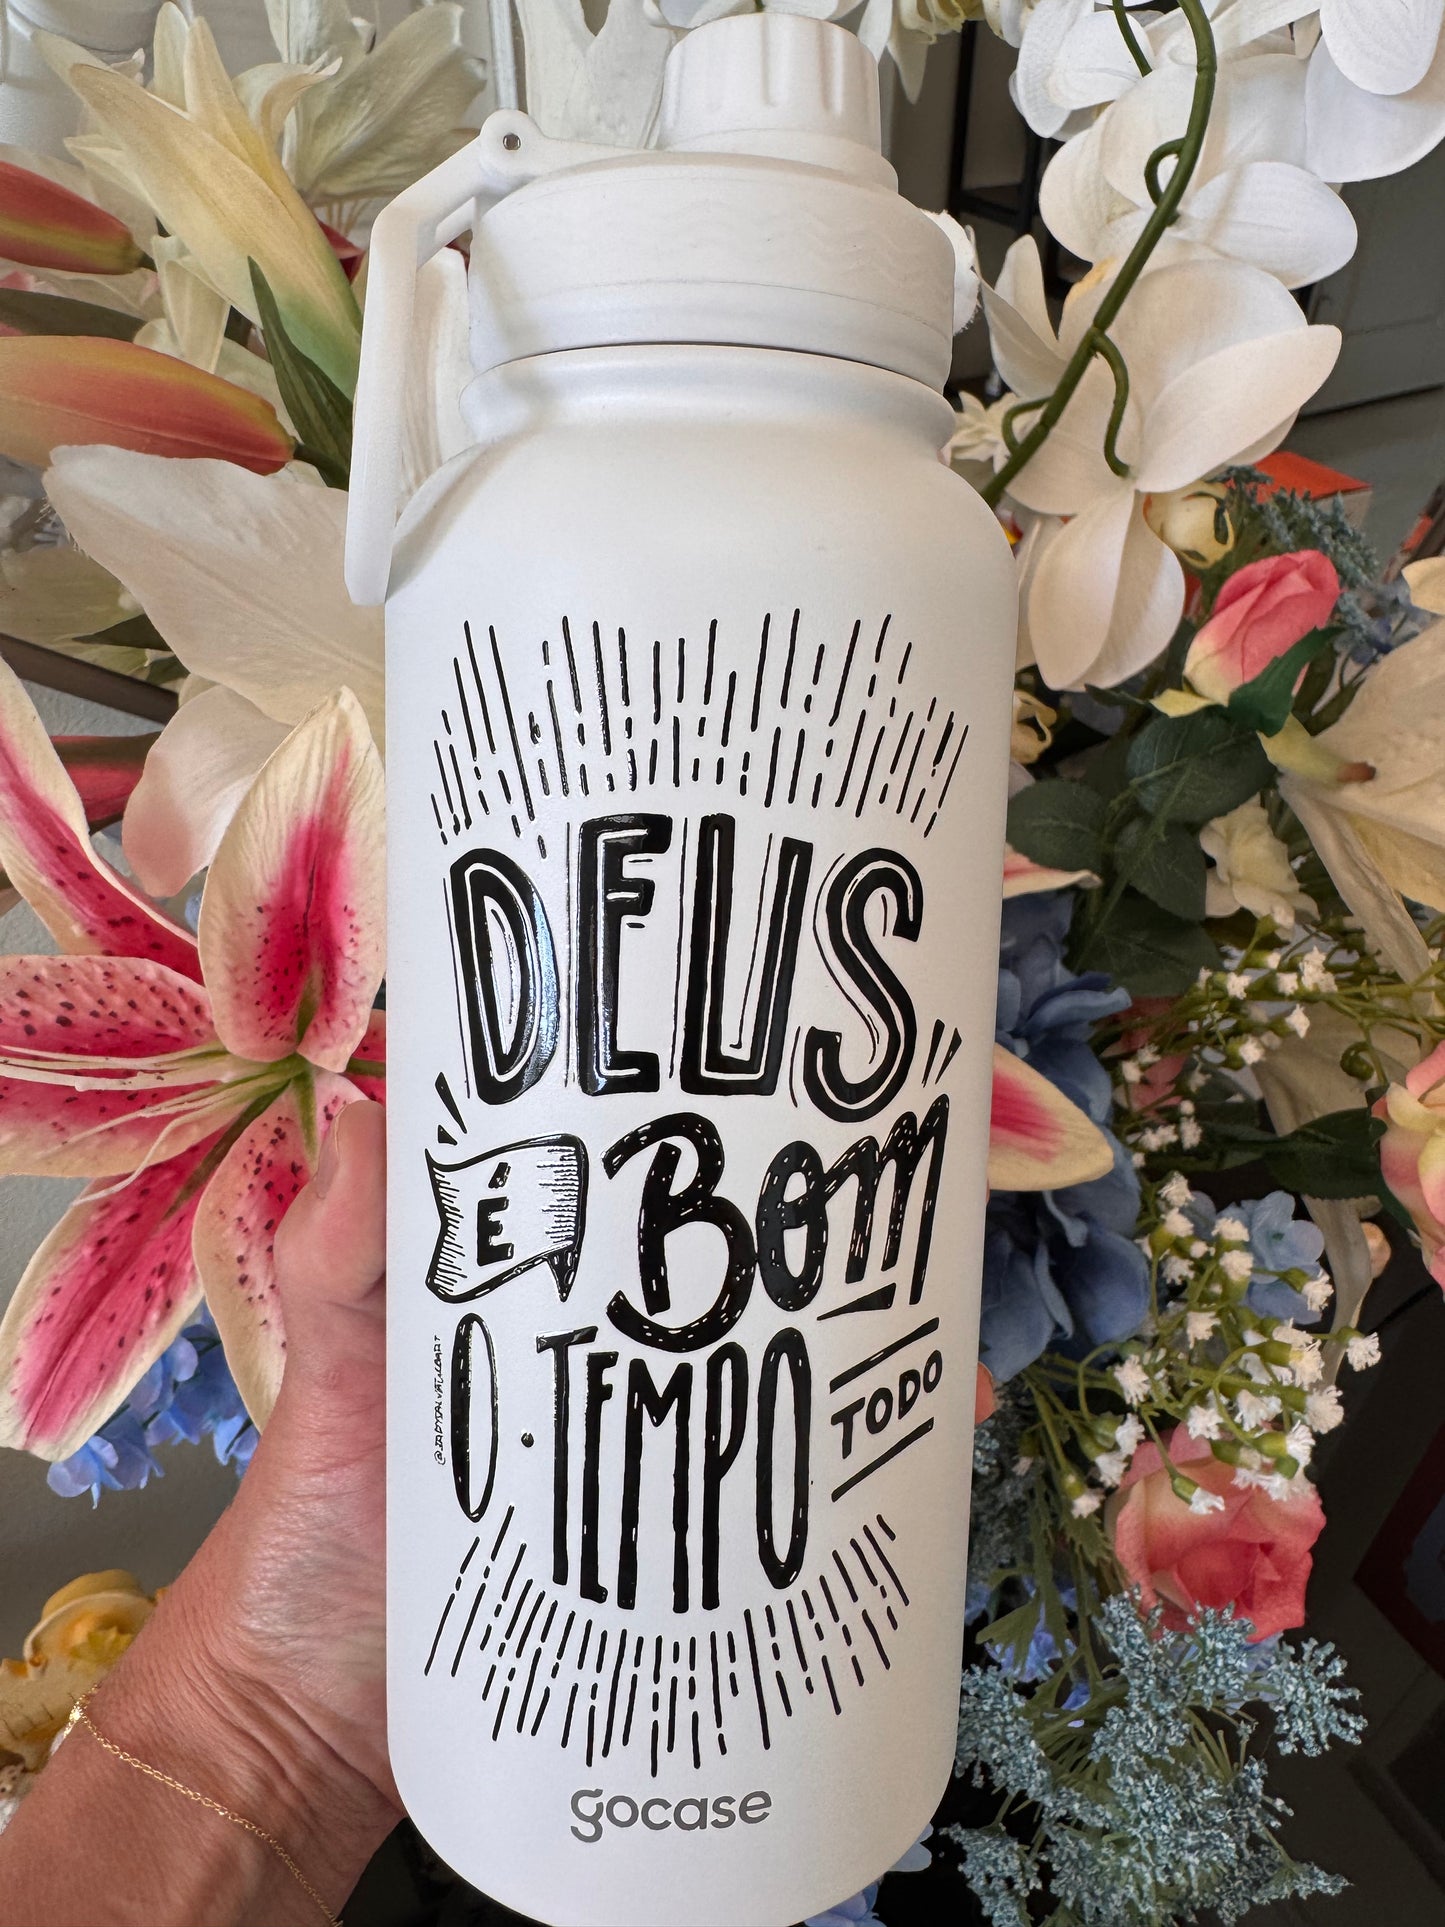 DEUS
É BOM
O TEMPO
TODO
gocase